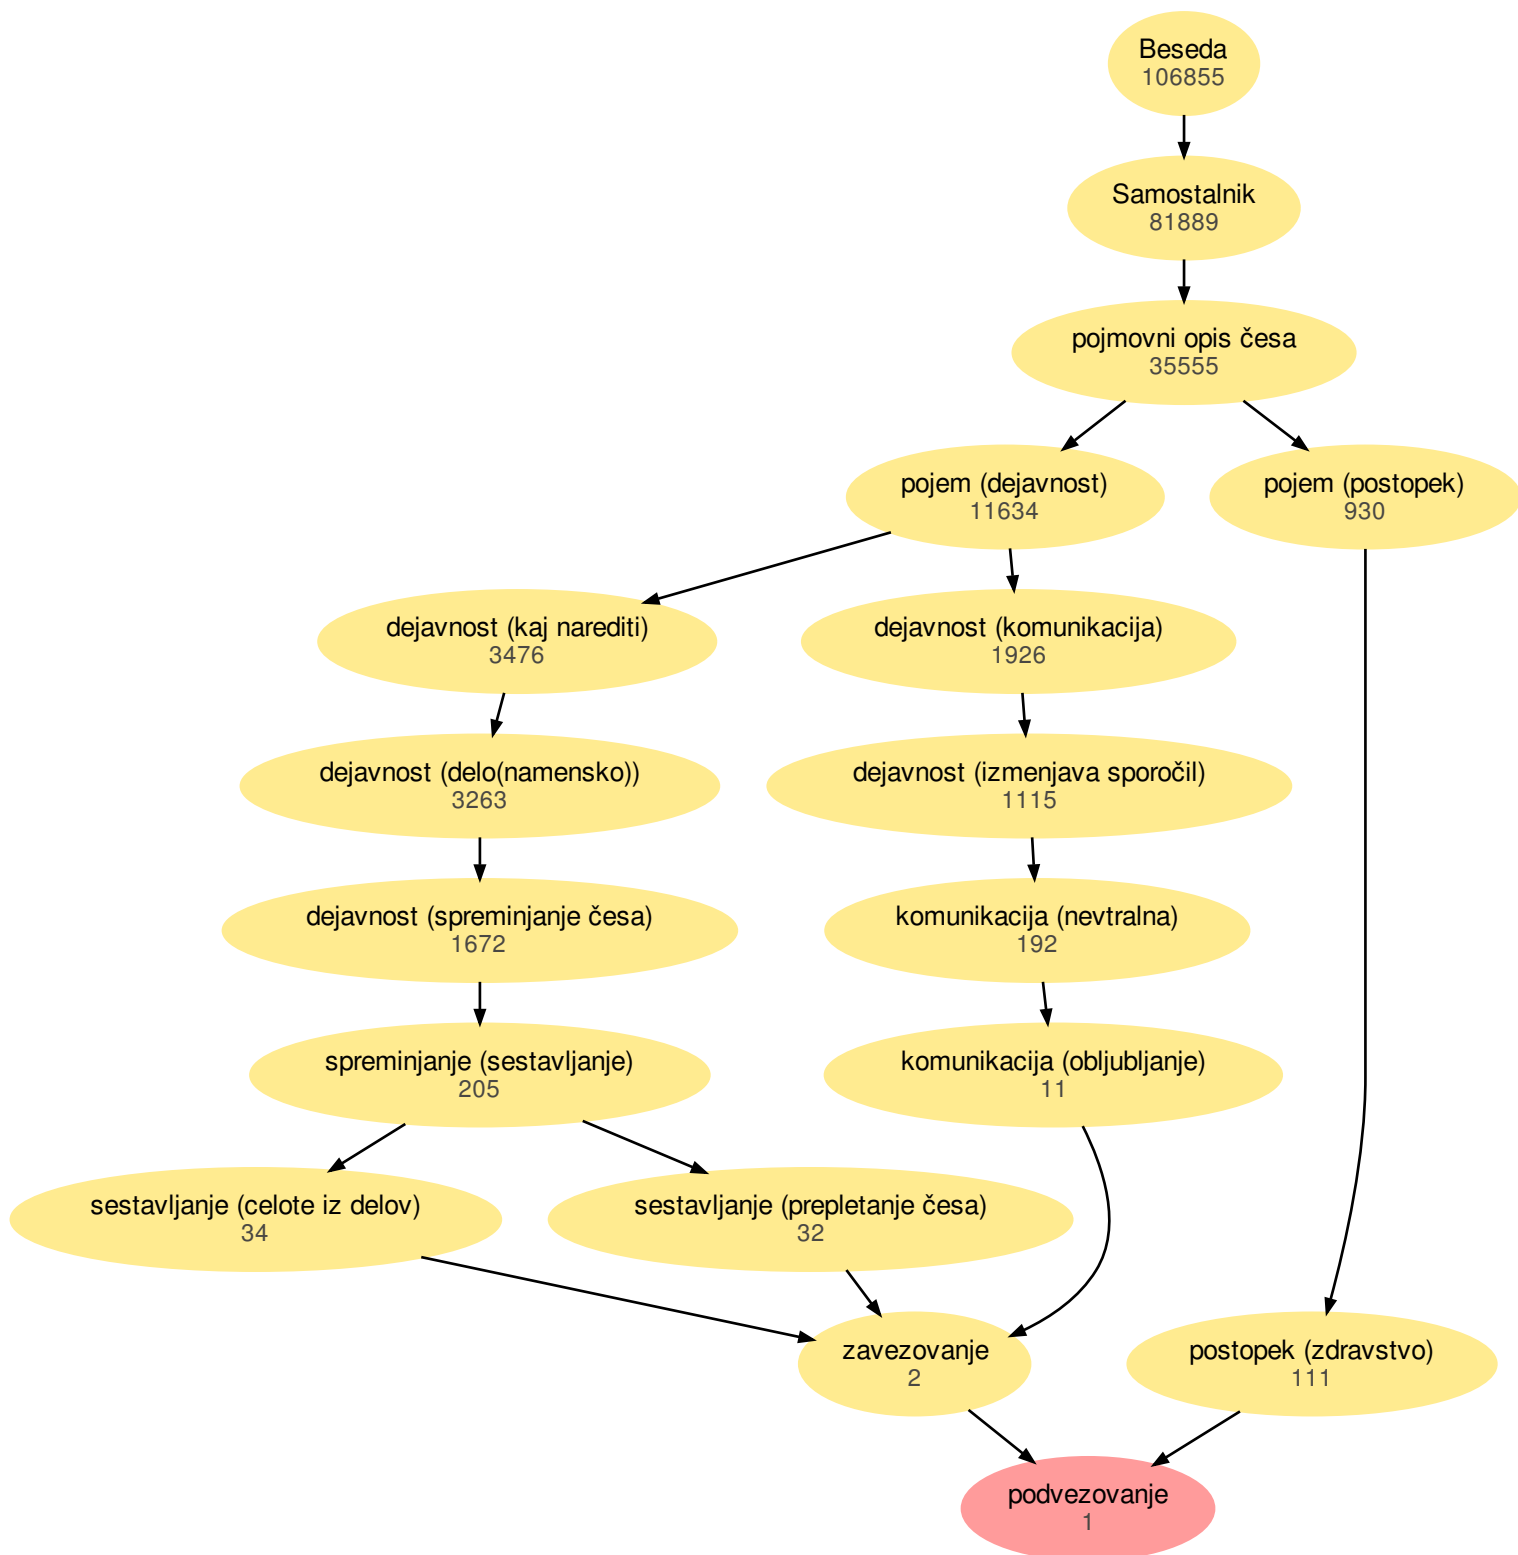 Beseda
106855
Samostalnik
81889
pojmovni opis česa
35555
pojem (dejavnost)
11634
pojem (postopek)
930
dejavnost (kaj narediti)
3476
dejavnost (komunikacija)
1926
dejavnost (delo(namensko))
3263
dejavnost (izmenjava sporočil)
1115
dejavnost (spreminjanje česa)
1672
komunikacija (nevtralna)
192
spreminjanje (sestavljanje)
205
komunikacija (obljubljanje)
11
sestavljanje (celote iz delov)
34
sestavljanje (prepletanje česa)
32
zavezovanje
2
postopek (zdravstvo)
111
podvezovanje
1